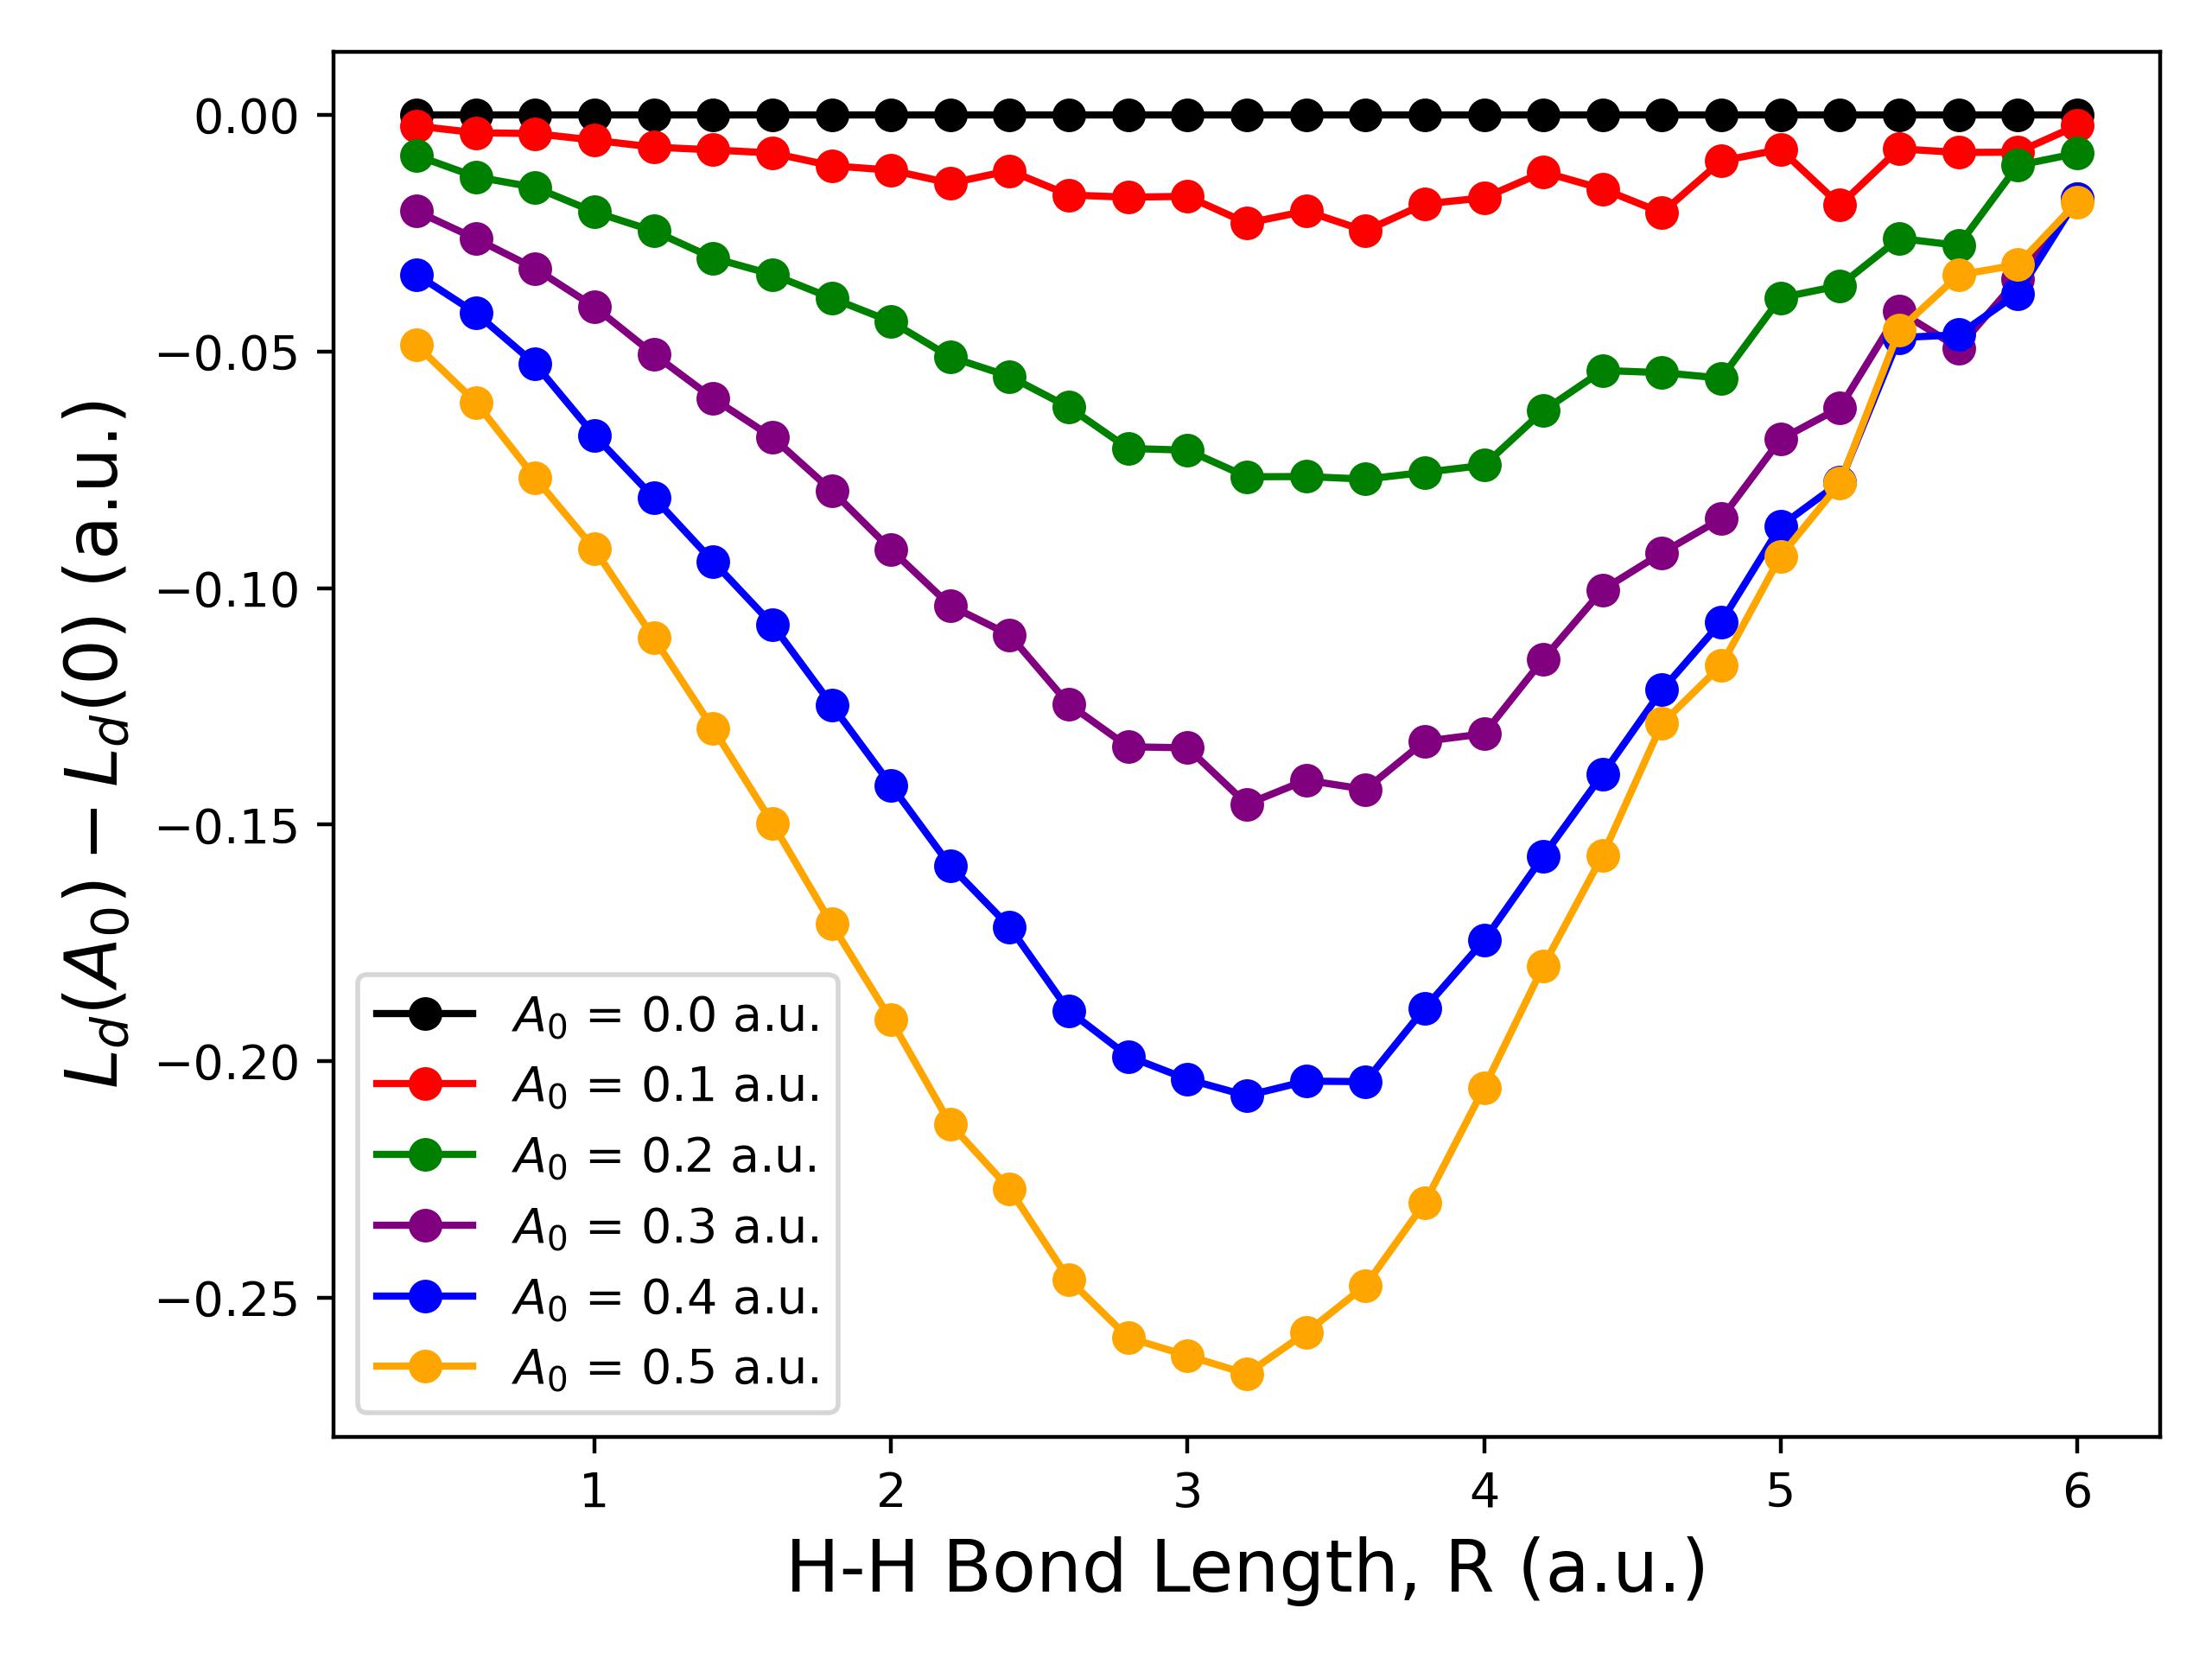 L_d(A_0) − L_d(0) (a.u.)
0.00
−0.05
−0.10
−0.15
−0.20
−0.25
A_0 = 0.0 a.u.
A_0 = 0.1 a.u.
A_0 = 0.2 a.u.
A_0 = 0.3 a.u.
A_0 = 0.4 a.u.
A_0 = 0.5 a.u.
1 2 3 4 5 6
H-H Bond Length, R (a.u.)